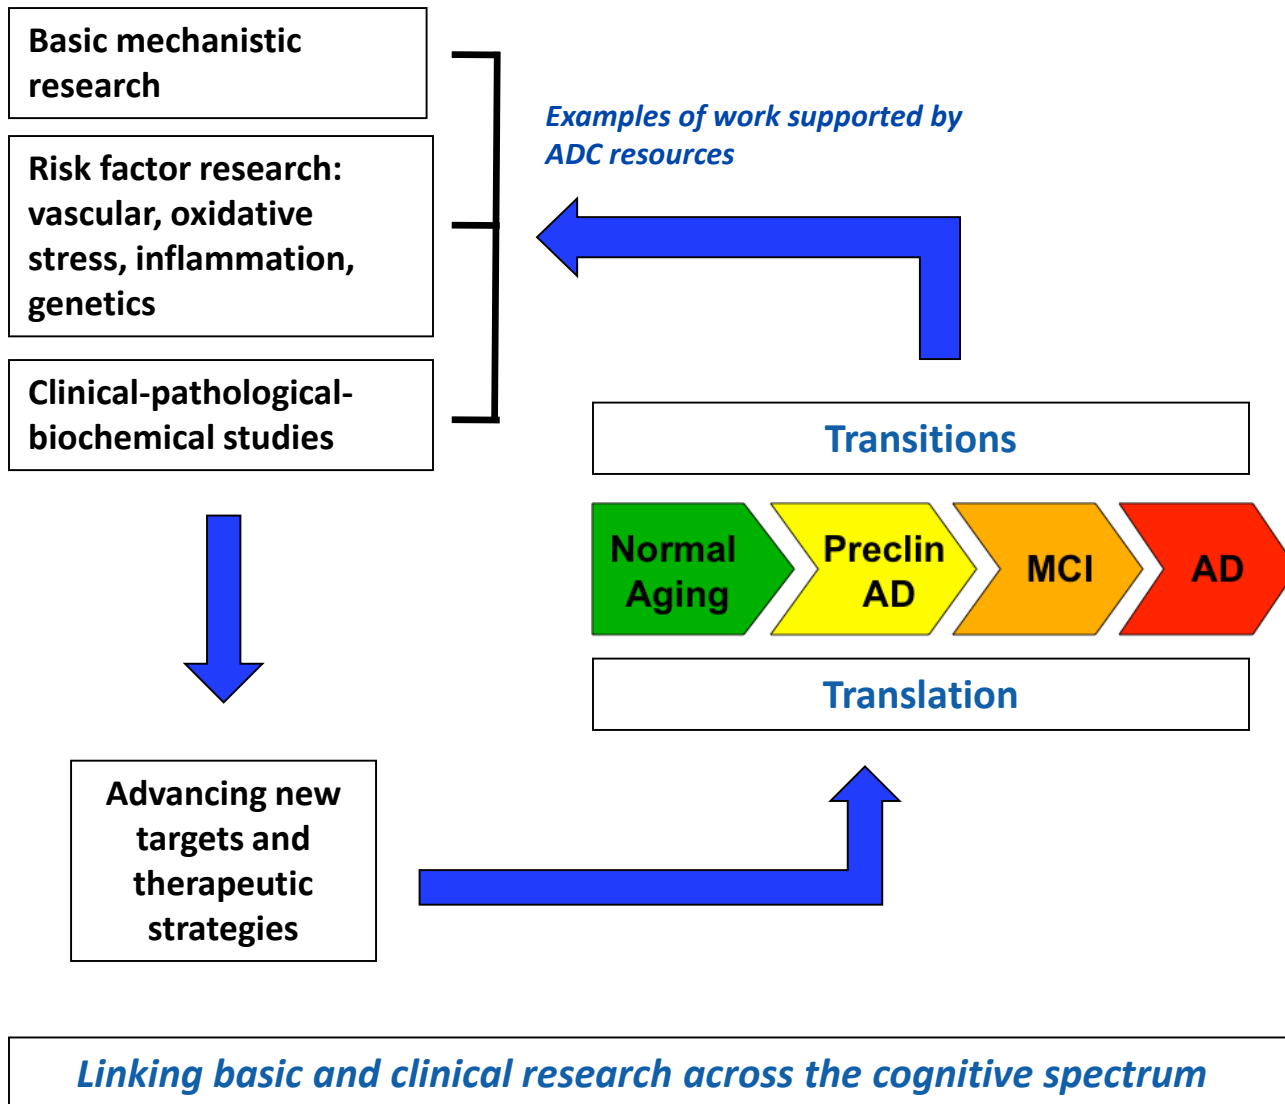 Basic mechanistic
research
Examples of work supported by
ADC resources
Risk factor research:
vascular, oxidative
stress, inflammation,
genetics
Clinical-pathological-
biochemical studies
Transitions
Normal
Aging
Preclin
AD
MCI
AD
Translation
Advancing new
targets and
therapeutic
strategies
Linking basic and clinical research across the cognitive spectrum